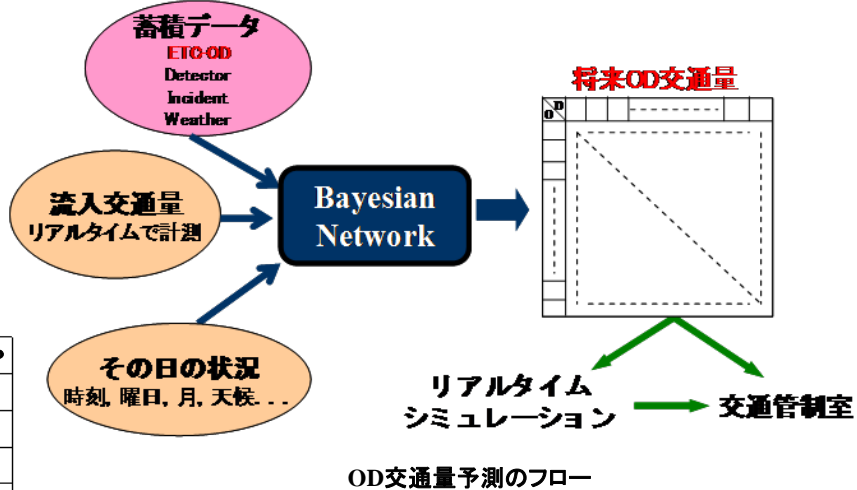 蓄積データ
ETC-OD
Detector
Incident
Weather
流入交通量
リアルタイムで計測
その日の状況
時刻, 曜日, 月, 天候...
Bayesian
Network
将来OD交通量
D
O
リアルタイム
シミュレーション
交通管制室
OD交通量予測のフロー